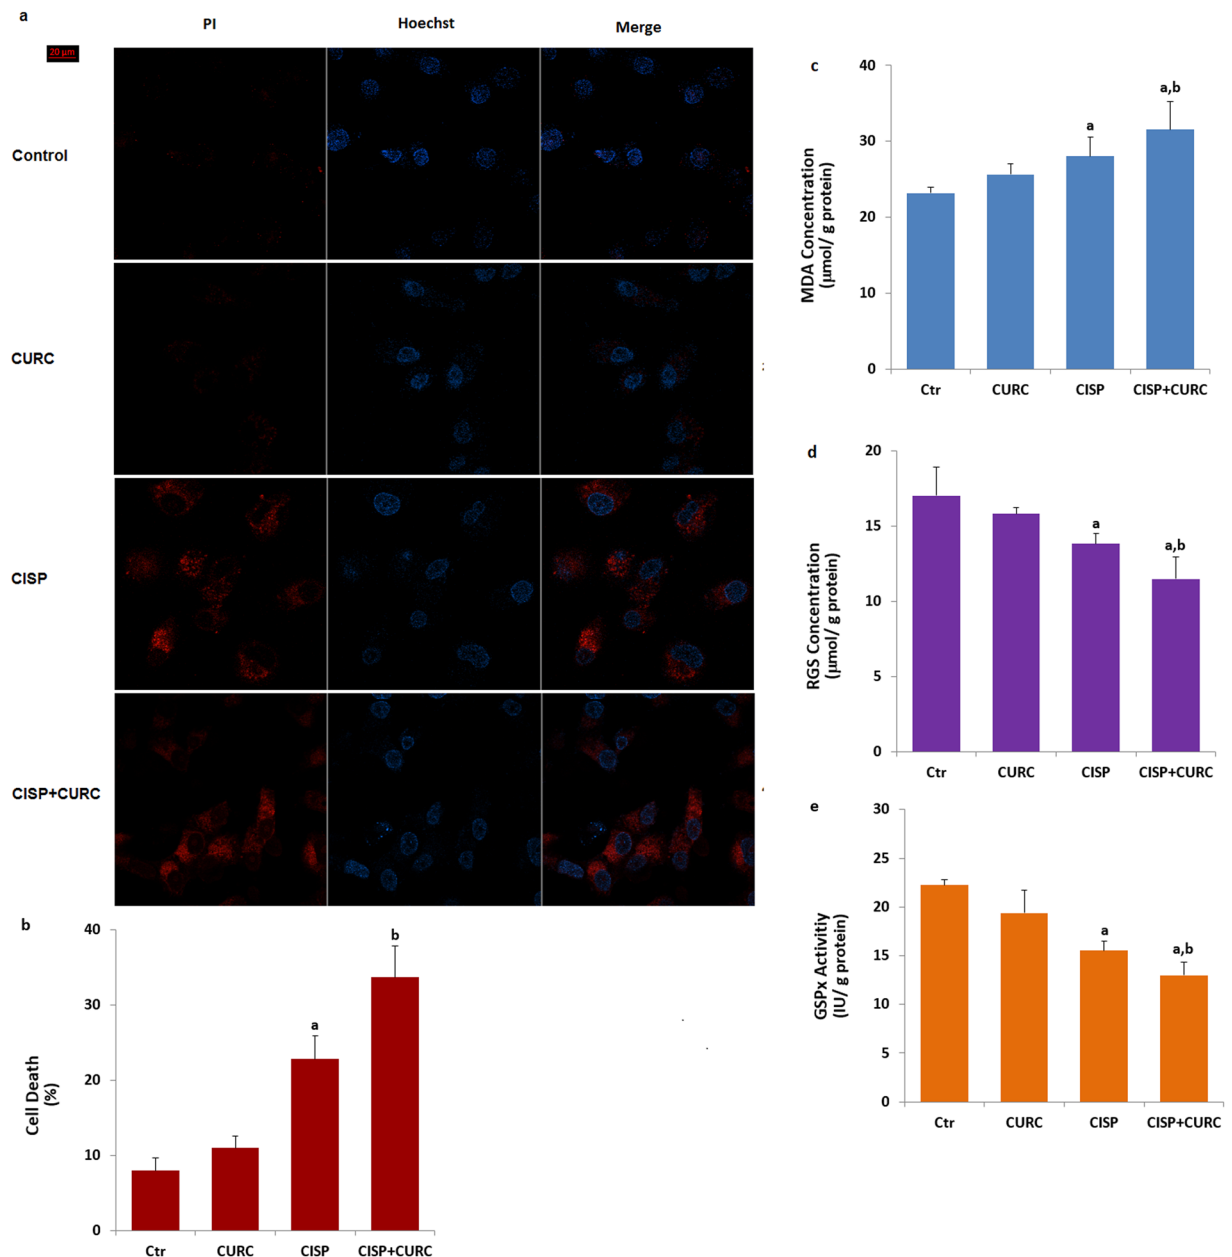 a
PI
Hoechst
Merge
20 µm
Control
CURC
CISP
CISP+CURC
b
40
30
20
10
0
Cell Death
(%)
a
b
Ctr
CURC
CISP
CISP+CURC
c
40
30
20
10
0
MDA Concentration
(µmol/ g protein)
a
a,b
Ctr
CURC
CISP
CISP+CURC
d
20
15
10
5
0
RGS Concentration
(µmol/ g protein)
a
a,b
Ctr
CURC
CISP
CISP+CURC
e
30
25
20
15
10
5
0
GSPx Activitiy
(IU/ g protein)
a
a,b
Ctr
CURC
CISP
CISP+CURC